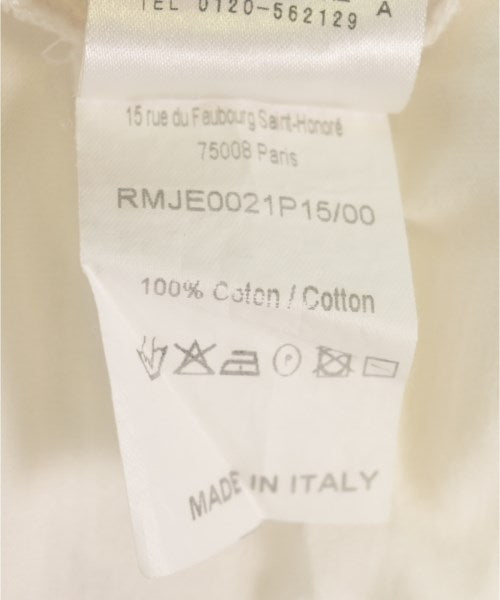 TEL 0120-562129
A
15 rue du Faubourg Saint-Honoré
75008 Paris
RMJE0021P15/00
100% Coton / Cotton
P
MADE IN ITALY